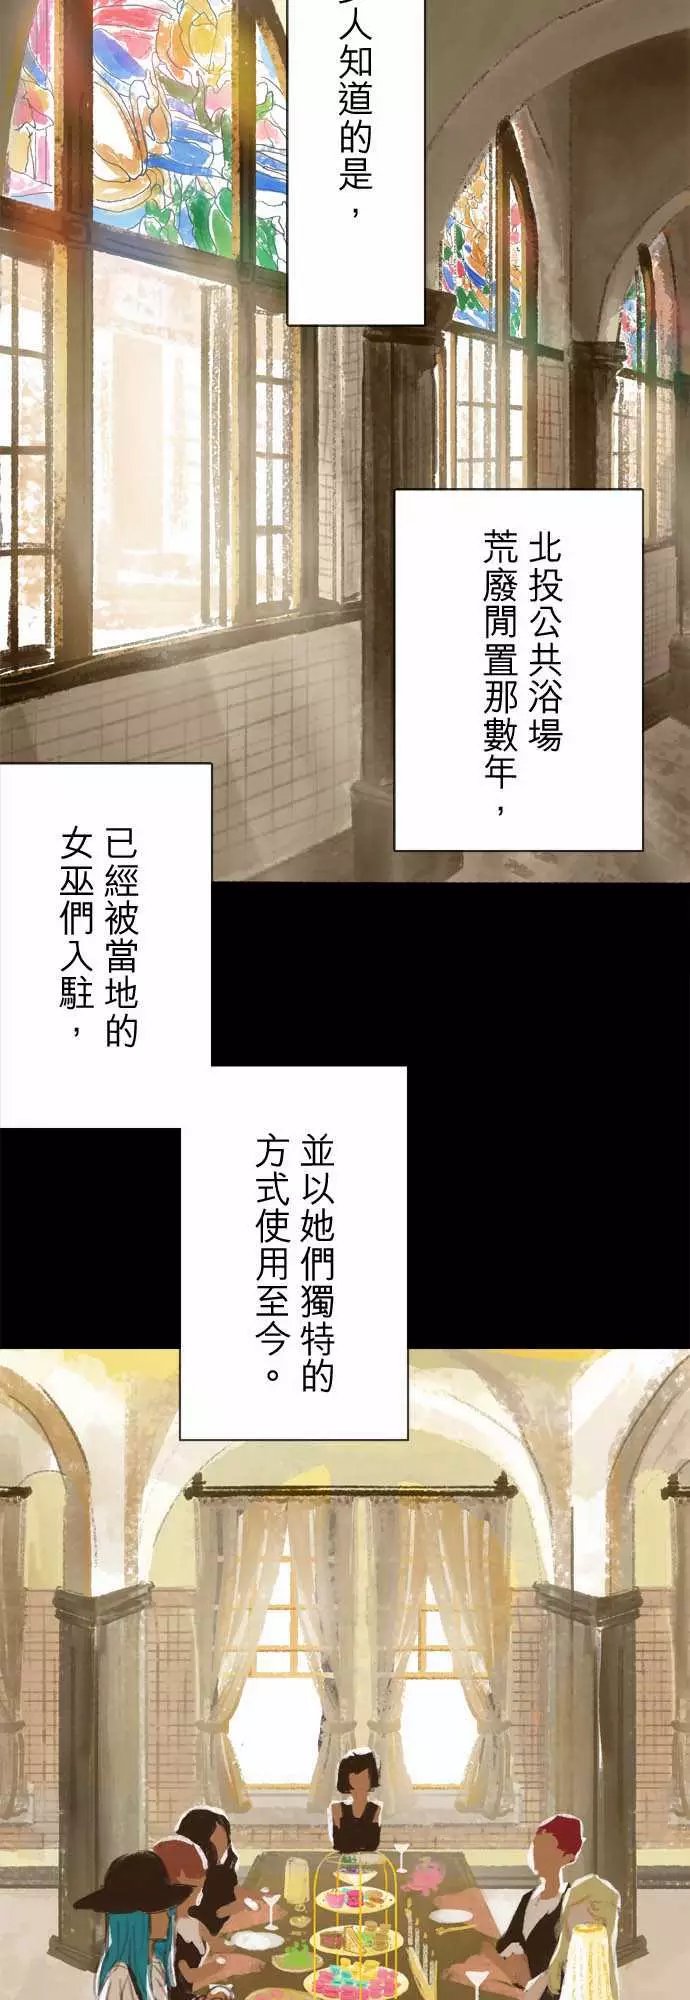 人知道的是，
北投公共浴場
荒廢閒置那數年，
已經被當地的
女巫們入駐，
並以她們獨特的
方式使用至今。